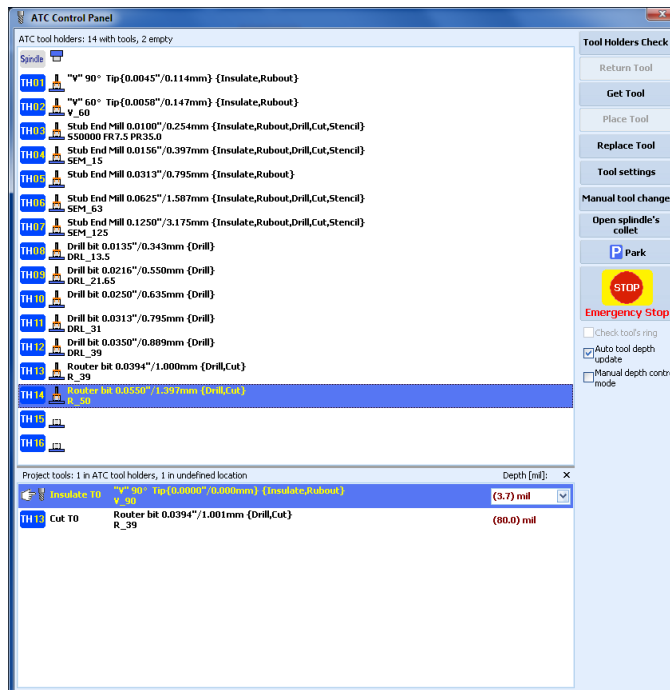 ATC Control Panel
ATC tool holders: 14 with tools, 2 empty
Spindle
TH01 "V" 90° Tip{0.0045"/0.114mm} {Insulate,Rubout}
TH02 "V" 60° Tip{0.0058"/0.147mm} {Insulate,Rubout}
V_60
TH03 Stub End Mill 0.0100"/0.254mm {Insulate,Rubout,Drill,Cut,Stencil}
S50000 FR7.5 PR35.0
TH04 Stub End Mill 0.0156"/0.397mm {Insulate,Rubout,Drill,Cut,Stencil}
SEM_15
TH05 Stub End Mill 0.0313"/0.795mm {Insulate,Rubout}
TH06 Stub End Mill 0.0625"/1.587mm {Insulate,Rubout,Drill,Cut,Stencil}
SEM_63
TH07 Stub End Mill 0.1250"/3.175mm {Insulate,Rubout,Drill,Cut,Stencil}
SEM_125
TH08 Drill bit 0.0135"/0.343mm {Drill}
DRL_13.5
TH09 Drill bit 0.0216"/0.550mm {Drill}
DRL_21.65
TH10 Drill bit 0.0250"/0.635mm {Drill}
TH11 Drill bit 0.0313"/0.795mm {Drill}
DRL_31
TH12 Drill bit 0.0350"/0.889mm {Drill}
DRL_39
TH13 Router bit 0.0394"/1.000mm {Drill,Cut}
R_39
TH14 Router bit 0.0550"/1.397mm {Drill,Cut}
R_50
TH15
TH16
Project tools: 1 in ATC tool holders, 1 in undefined location Depth [mil]:
Insulate T0 "V" 90° Tip{0.0000"/0.000mm} {Insulate,Rubout} (3.7) mil
V_90
TH13 Cut T0 Router bit 0.0394"/1.001mm {Drill,Cut} (80.0) mil
R_39
Tool Holders Check
Return Tool
Get Tool
Place Tool
Replace Tool
Tool settings
Manual tool change
Open splindle's
collet
P Park
STOP
Emergency Stop
Check tool's ring
Auto tool depth
update
Manual depth contr
mode